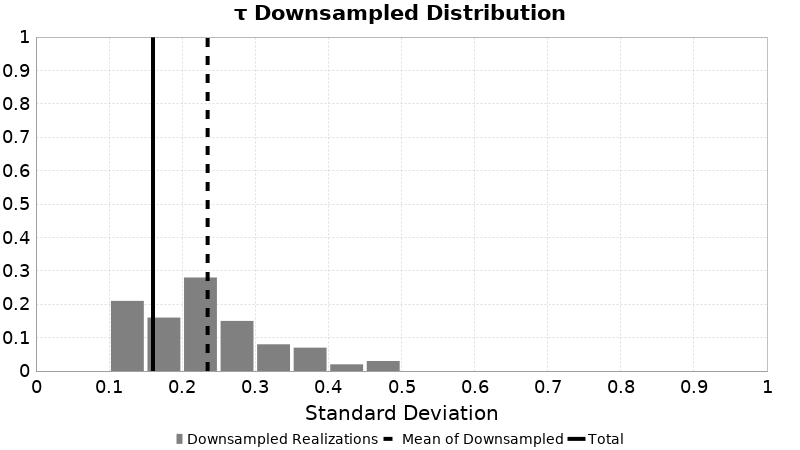 τ Downsampled Distribution
1
0.9
0.8
0.7
0.6
0.5
0.4
0.3
0.2
0.1
0
0 0.1 0.2 0.3 0.4 0.5 0.6 0.7 0.8 0.9 1
Standard Deviation
Downsampled Realizations Mean of Downsampled Total